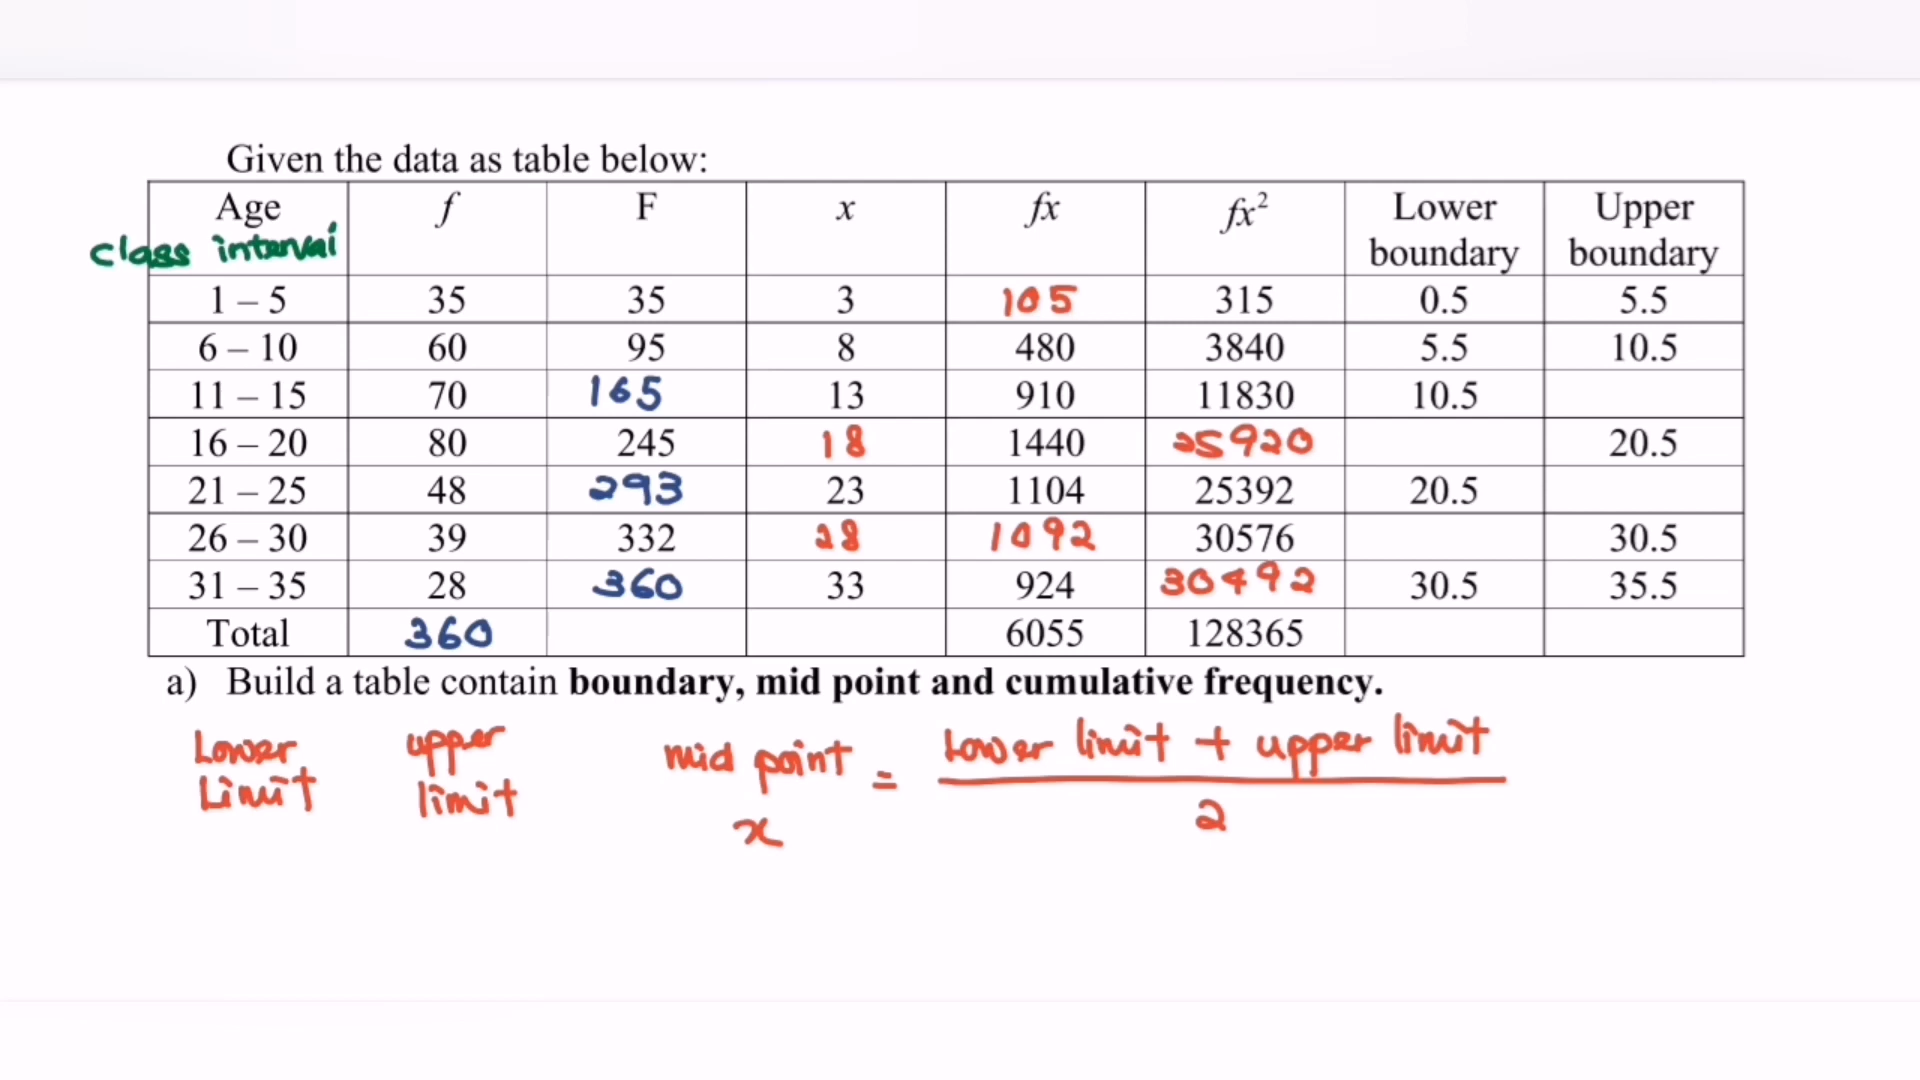 Given the data as table below:
Age f F x fx fx² Lower boundary Upper boundary
class interval
1 – 5 35 35 3 105 315 0.5 5.5
6 – 10 60 95 8 480 3840 5.5 10.5
11 – 15 70 165 13 910 11830 10.5
16 – 20 80 245 18 1440 25920 20.5
21 – 25 48 293 23 1104 25392 20.5
26 – 30 39 332 28 1092 30576 30.5
31 – 35 28 360 33 924 30492 30.5 35.5
Total 360 6055 128365
a) Build a table contain boundary, mid point and cumulative frequency.
Lower Limit
upper limit
mid point x = Lower limit + upper limit
2